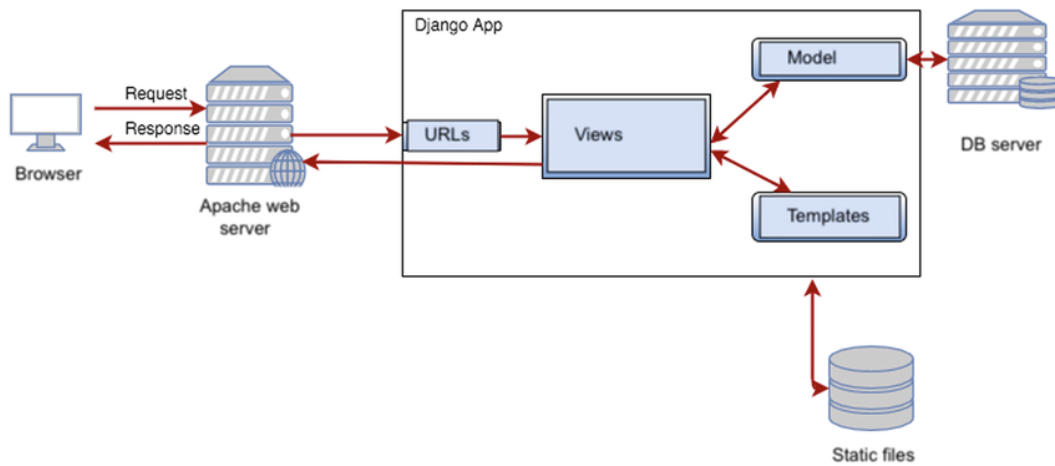 Django App
Model
Request
Response
URLs
Views
DB server
Browser
Apache web
server
Templates
Static files